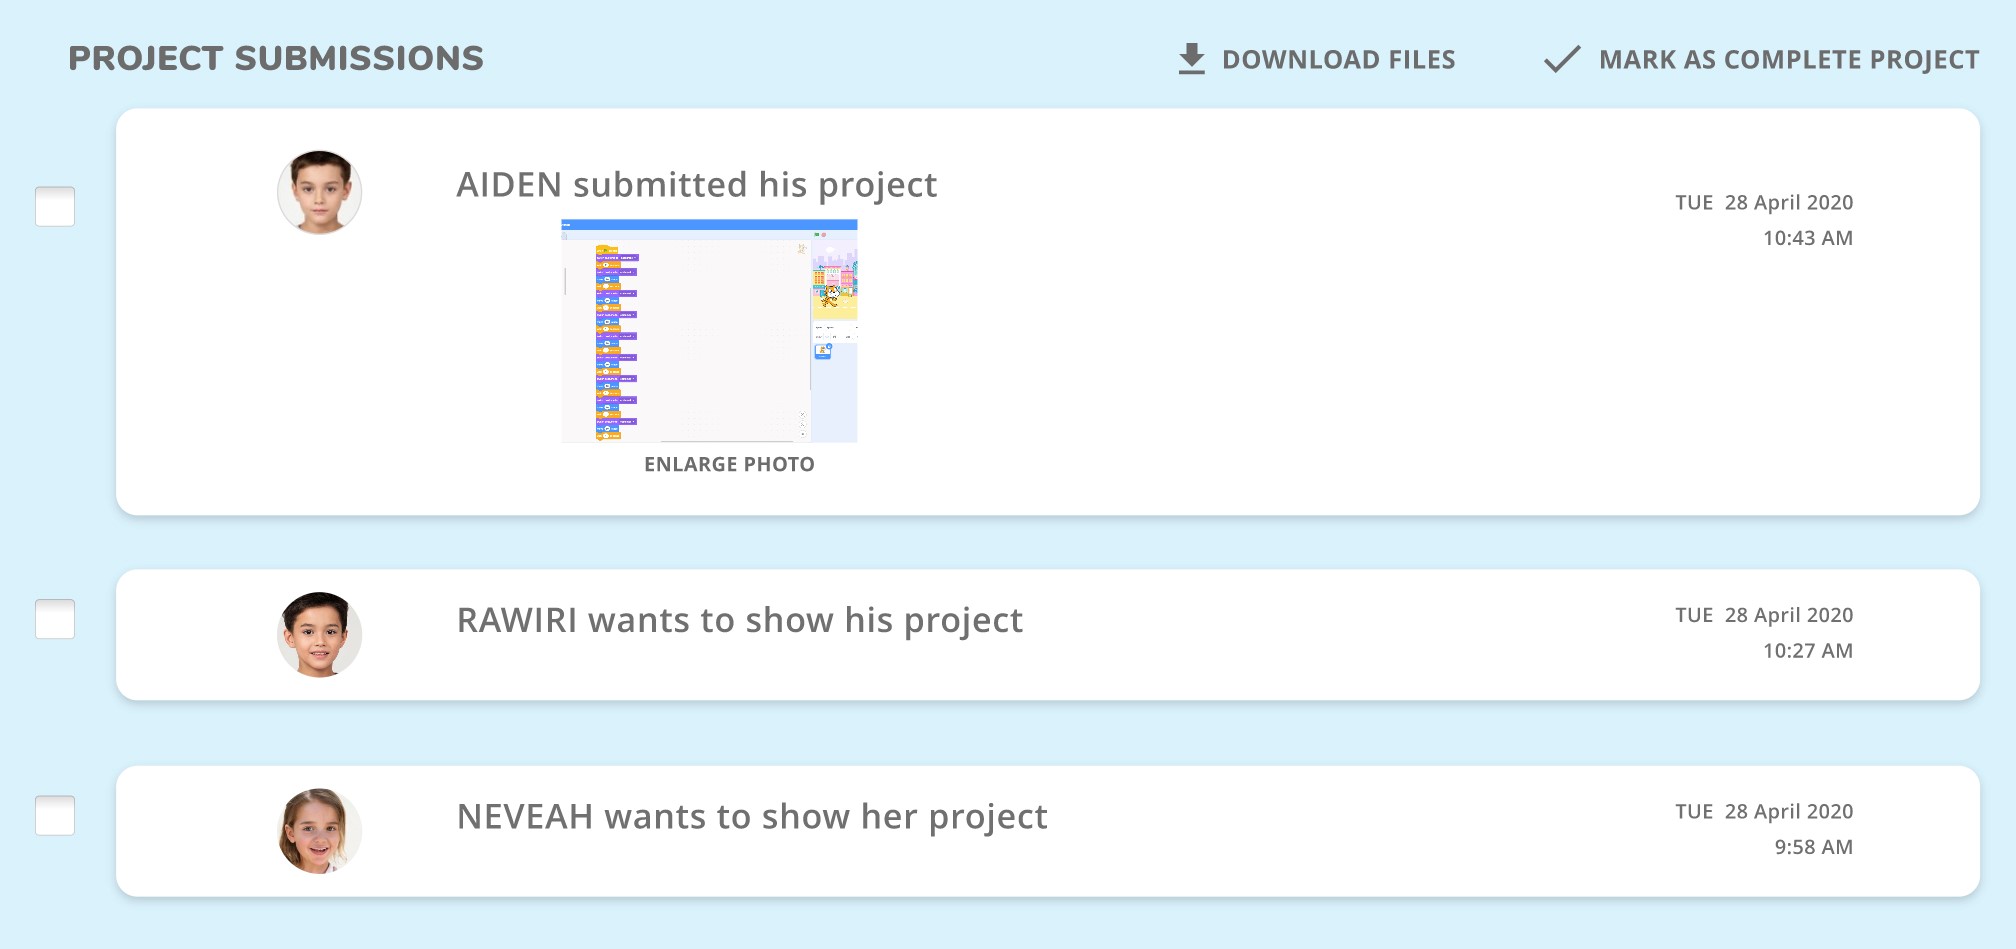 PROJECT SUBMISSIONS
DOWNLOAD FILES
MARK AS COMPLETE PROJECT
AIDEN submitted his project
TUE 28 April 2020
10:43 AM
ENLARGE PHOTO
RAWIRI wants to show his project
TUE 28 April 2020
10:27 AM
NEVEAH wants to show her project
TUE 28 April 2020
9:58 AM